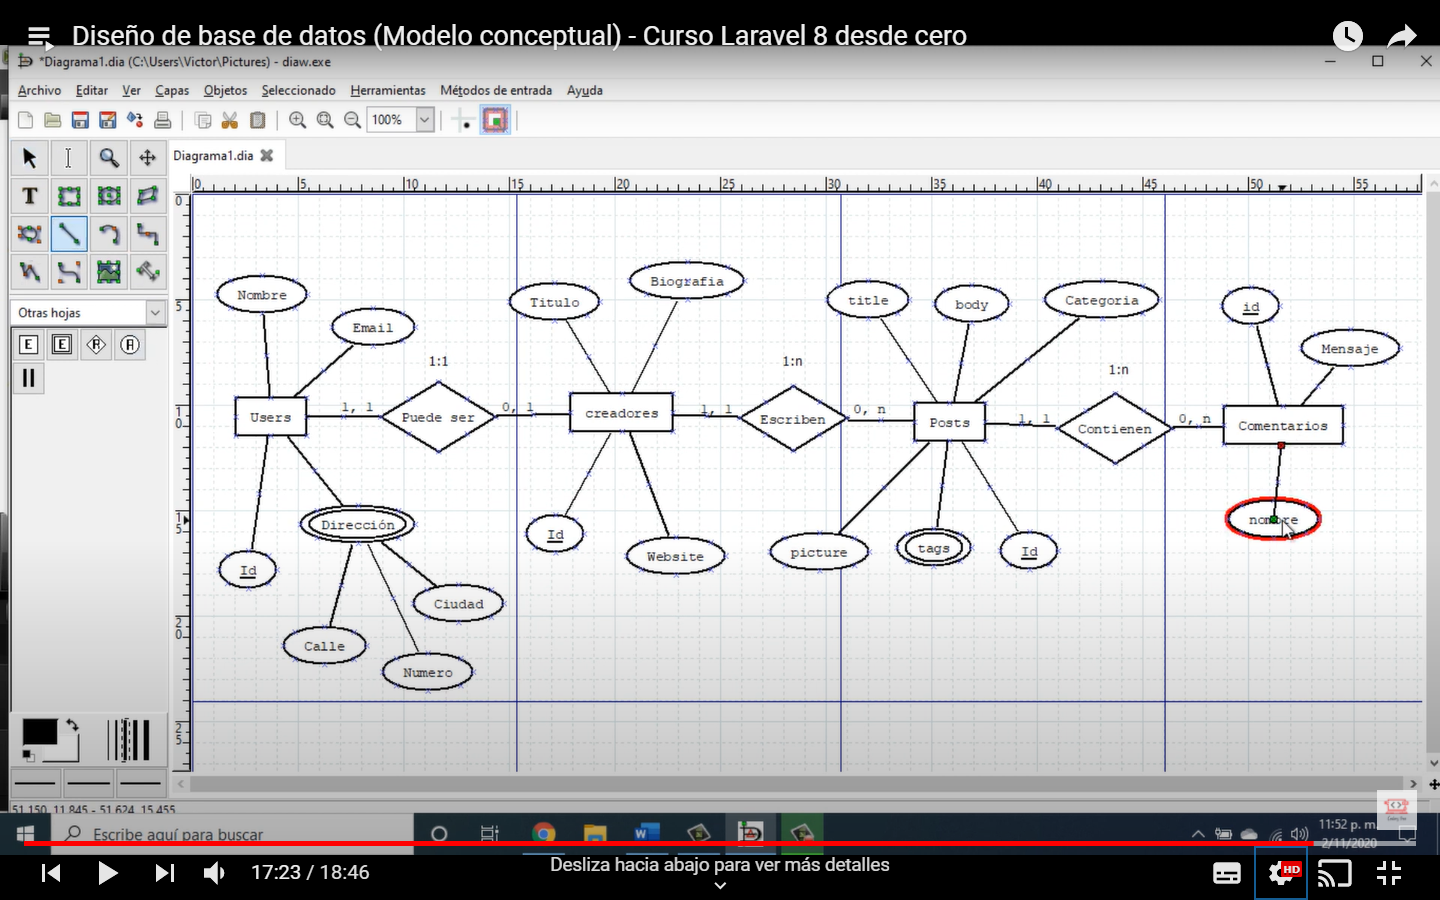 Diseño de base de datos (Modelo conceptual) - Curso Laravel 8 desde cero
*Diagrama1.dia (C:\Users\Victor\Pictures) - diaw.exe
Archivo Editar Ver Capas Objetos Seleccionado Herramientas Métodos de entrada Ayuda
100%
Diagrama1.dia
0 5 10 15 20 25 30 35 40 45 50 55
T
Otras hojas
E E R A
0
5
10
15
20
25
Nombre
Email
1:1
Users
1, 1
Puede ser
0, 1
Dirección
Id
Ciudad
Calle
Numero
Titulo
Biografia
creadores
1, 1
1:n
Escriben
0, n
Id
Website
title
body
Categoria
Posts
1, 1
1:n
Contienen
0, n
picture
tags
Id
id
Mensaje
Comentarios
nombre
51.150, 11.845 - 51.624, 15.455
Escribe aquí para buscar
11:52 p. m.
2/11/2020
17:23 / 18:46
Desliza hacia abajo para ver más detalles
HD